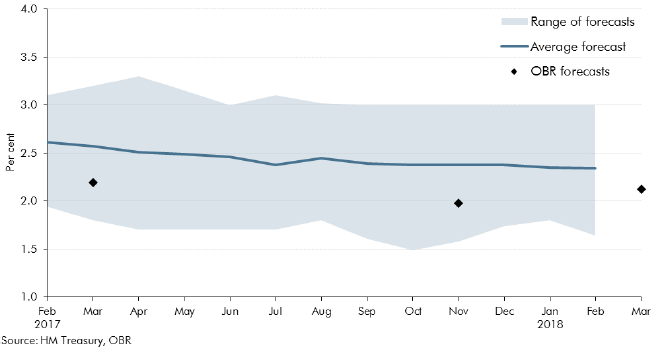 4.0
Range of forecasts
3.5
Average forecast
OBR forecasts
3.0
Per cent
2.5
2.0
1.5
1.0
Feb Mar Apr May Jun Jul Aug Sep Oct Nov Dec Jan Feb Mar
2017 2018
Source: HM Treasury, OBR